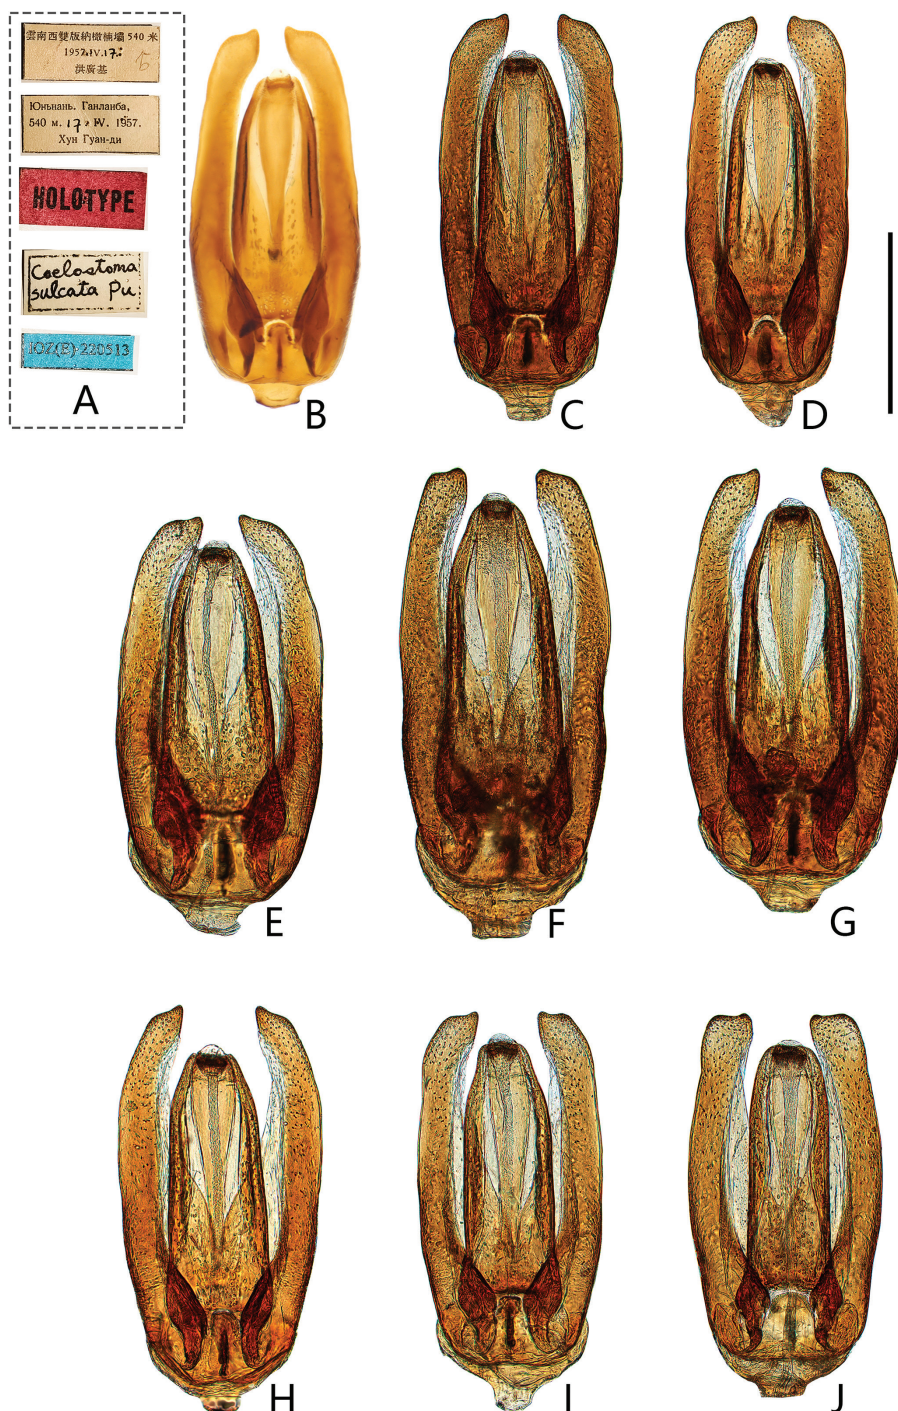 雲南西雙版納橄楠壩 540 米
1957.IV.17.
洪廣基
Юньнань. Ганланба,
540 м. 17. IV. 1957.
Хун Гуан-ди
HOLOTYPE
Coelostoma
sulcata Pu
IOZ(E) 220513
A
B
C
D
E
F
G
H
I
J